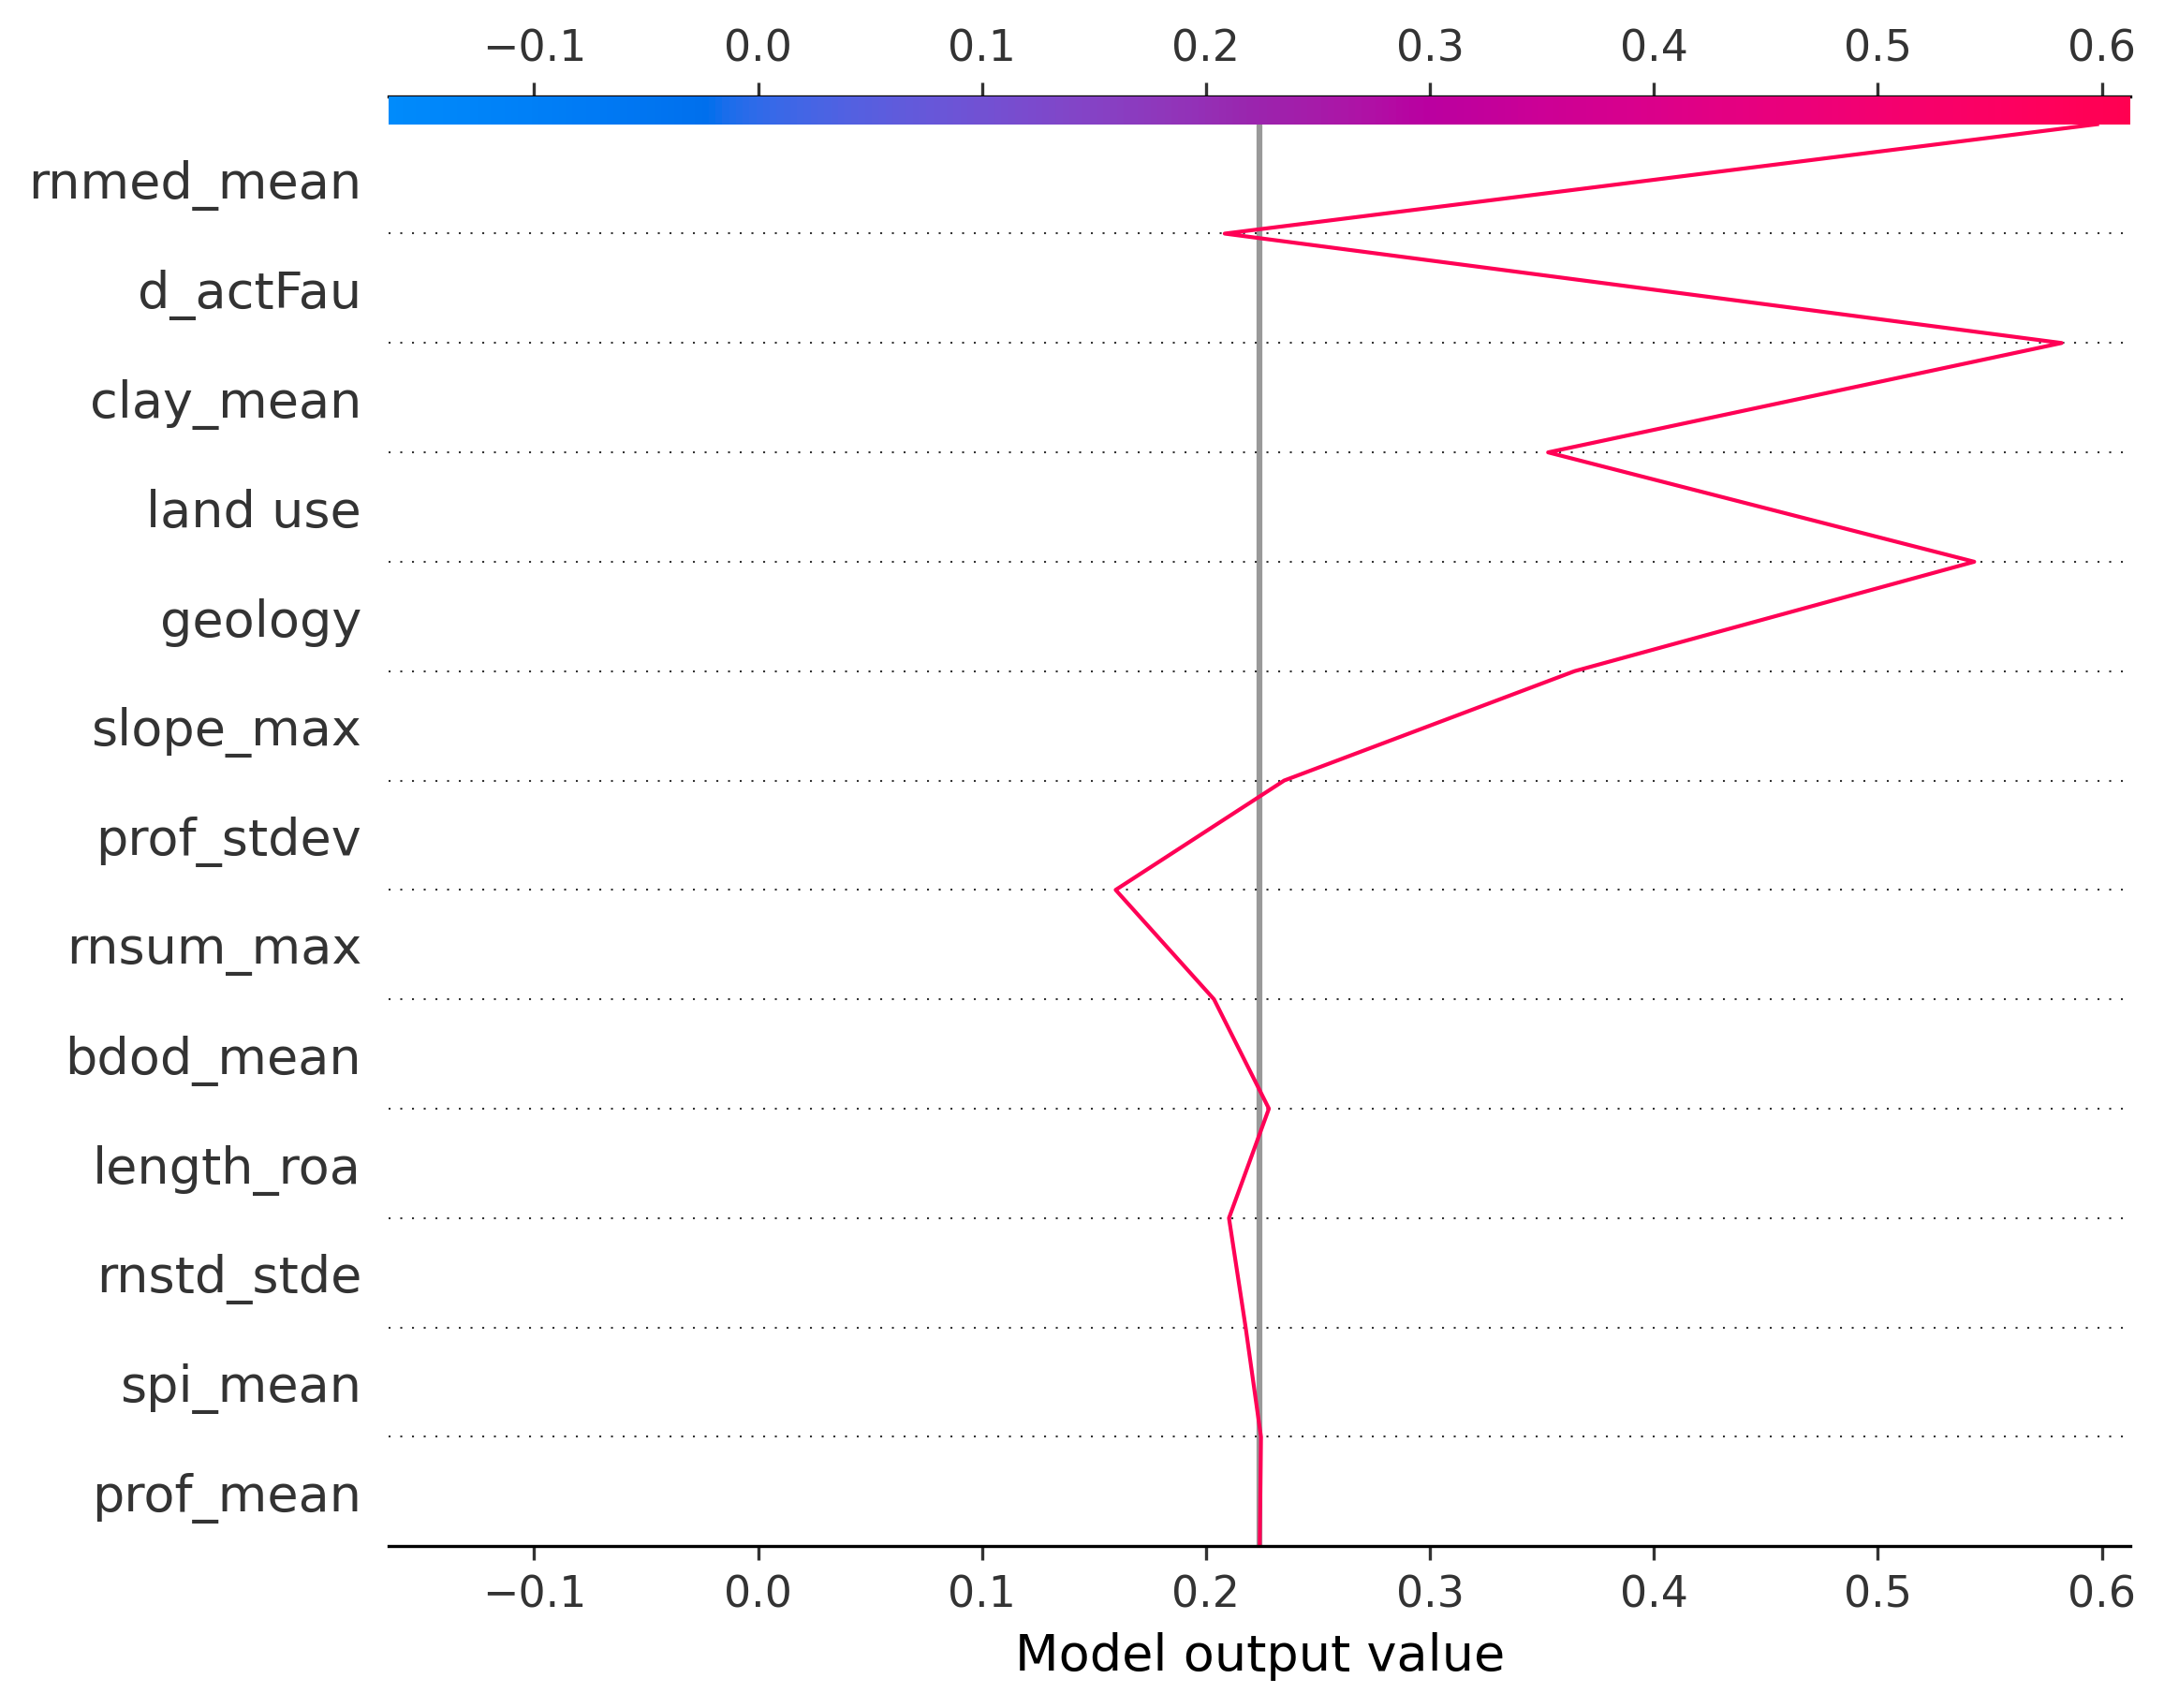 −0.1 0.0 0.1 0.2 0.3 0.4 0.5 0.6
rnmed_mean
d_actFau
clay_mean
land use
geology
slope_max
prof_stdev
rnsum_max
bdod_mean
length_roa
rnstd_stde
spi_mean
prof_mean
−0.1 0.0 0.1 0.2 0.3 0.4 0.5 0.6
Model output value